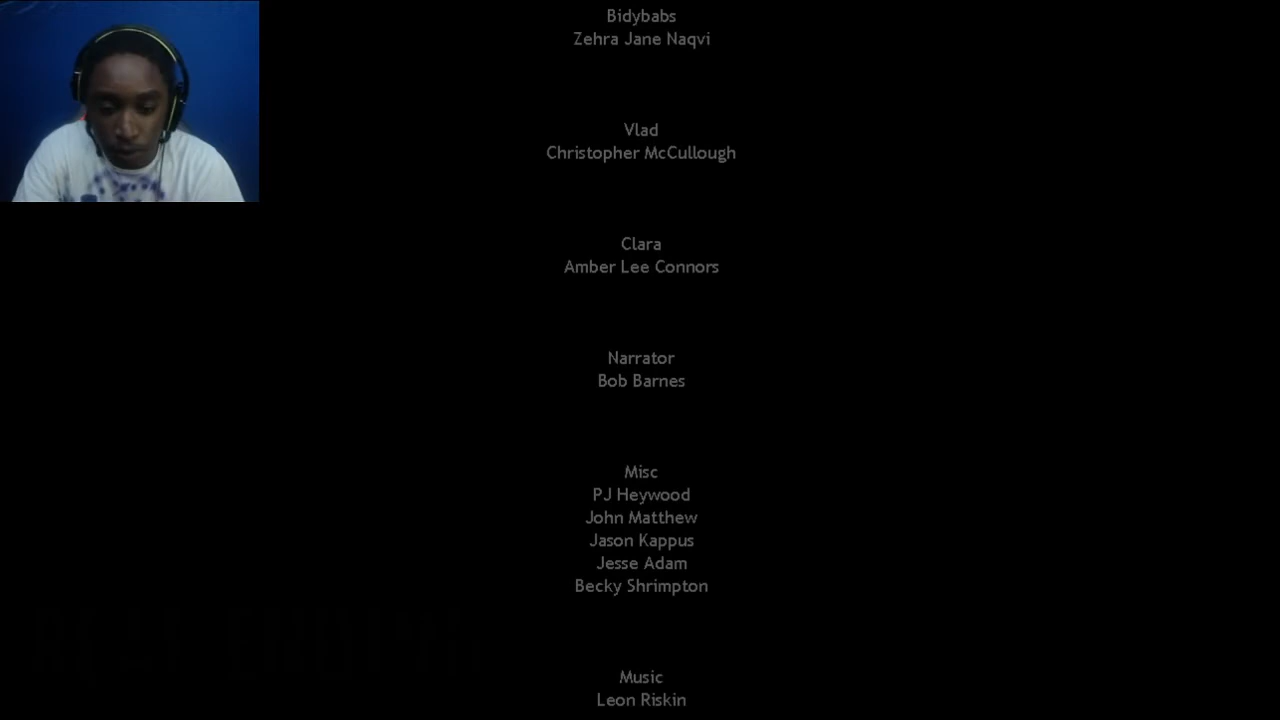 Bidybabs
Zehra Jane Naqvi
Vlad
Christopher McCullough
Clara
Amber Lee Connors
Narrator
Bob Barnes
Misc
PJ Heywood
John Matthew
Jason Kappus
Jesse Adam
Becky Shrimpton
Music
Leon Riskin